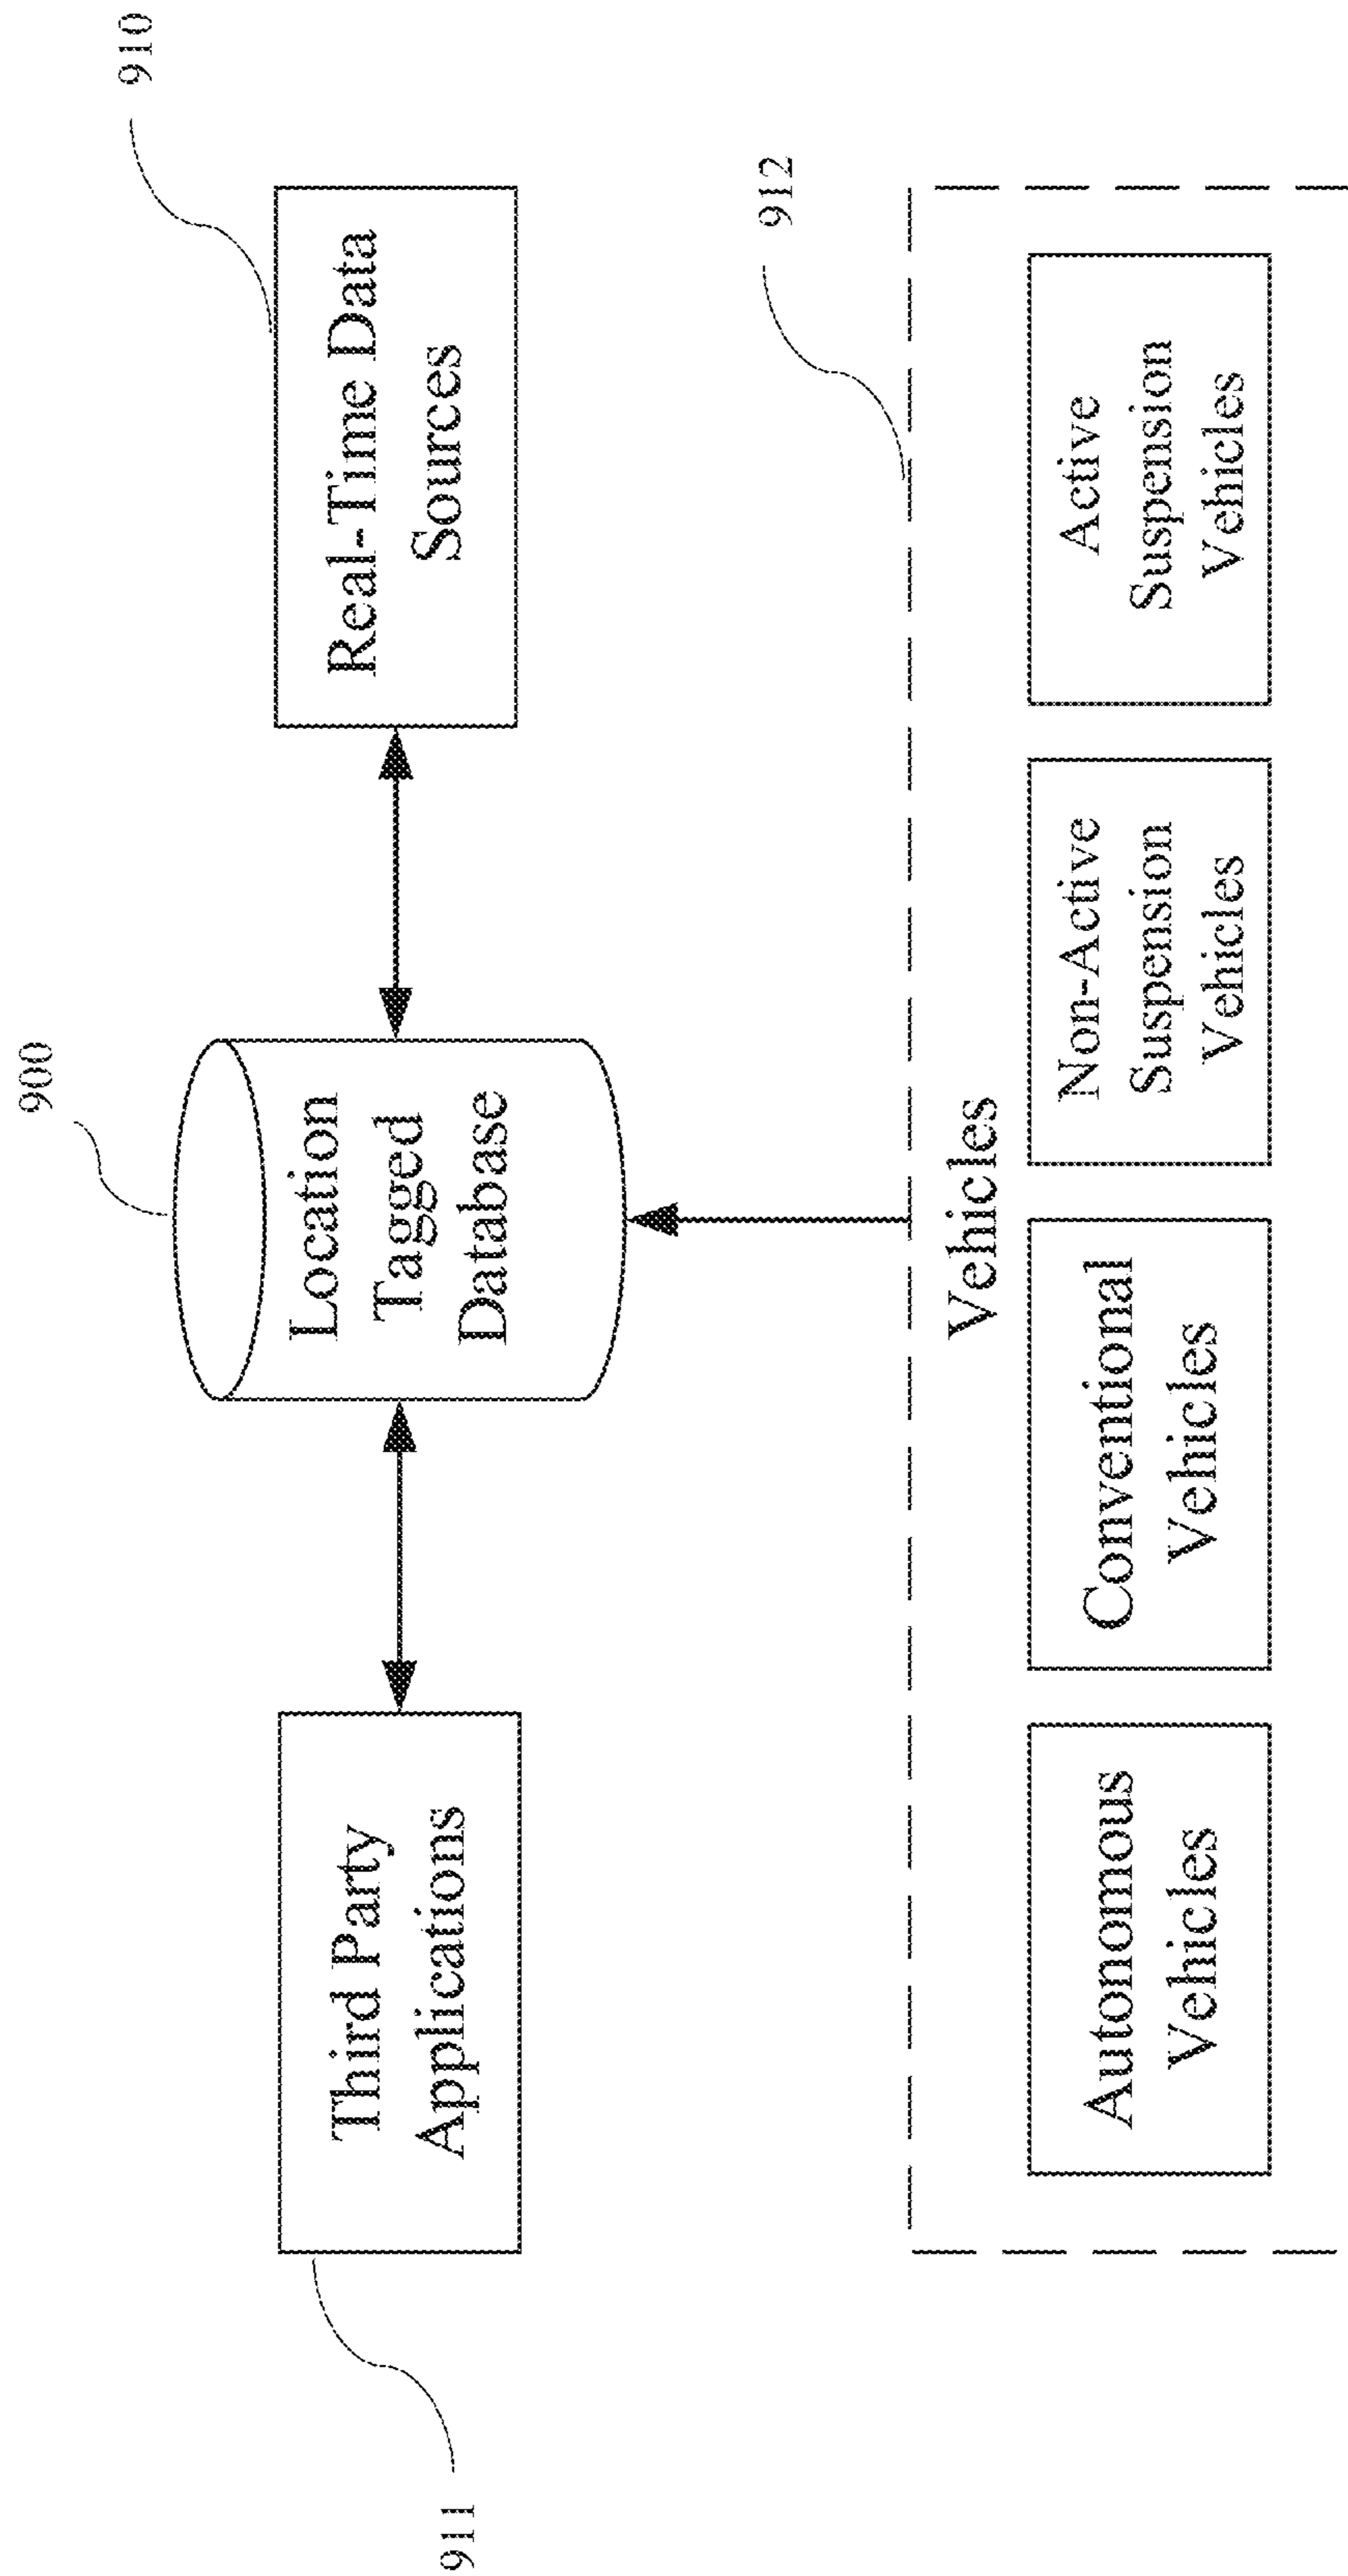 900
910
Third Party
Applications
Location
Tagged
Database
Real-Time Data
Sources
911
912
Vehicles
Autonomous
Vehicles
Conventional
Vehicles
Non-Active
Suspension
Vehicles
Active
Suspension
Vehicles